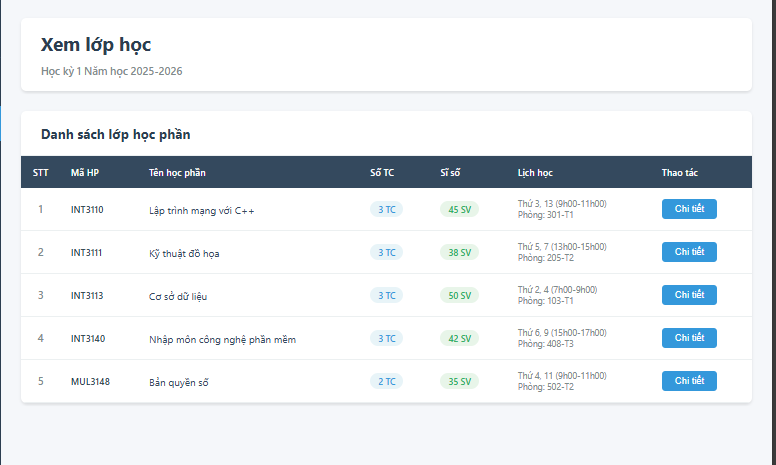 Xem lớp học
Học kỳ 1 Năm học 2025-2026
Danh sách lớp học phần
STT Mã HP Tên học phần Số TC Sĩ số Lịch học Thao tác
1 INT3110 Lập trình mạng với C++ 3 TC 45 SV Thứ 3, 13 (9h00-11h00) Chi tiết
Phòng: 301-T1
2 INT3111 Kỹ thuật đồ họa 3 TC 38 SV Thứ 5, 7 (13h00-15h00) Chi tiết
Phòng: 205-T2
3 INT3113 Cơ sở dữ liệu 3 TC 50 SV Thứ 2, 4 (7h00-9h00) Chi tiết
Phòng: 103-T1
4 INT3140 Nhập môn công nghệ phần mềm 3 TC 42 SV Thứ 6, 9 (15h00-17h00) Chi tiết
Phòng: 408-T3
5 MUL3148 Bản quyền số 2 TC 35 SV Thứ 4, 11 (9h00-11h00) Chi tiết
Phòng: 502-T2